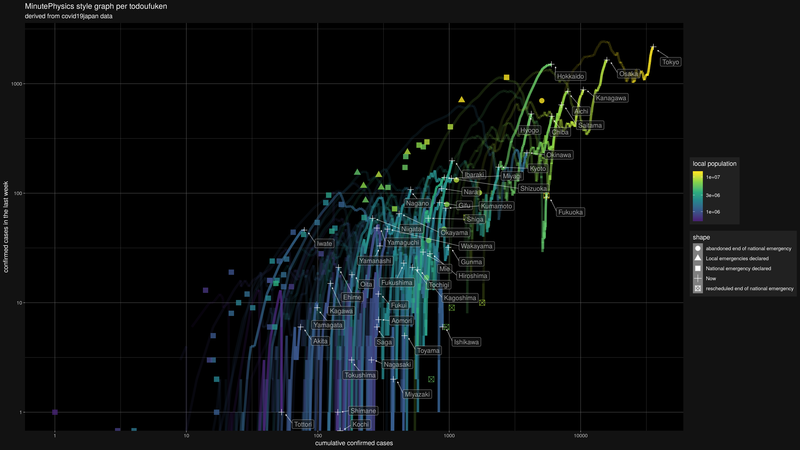 MinutePhysics style graph per todoufuken
derived from covid19japan data
confirmed cases in the last week
1000
100
10
1
Tokyo
Hokkaido
Osaka
Kanagawa
Aichi
Saitama
Hyogo
Chiba
Okinawa
Kyoto
Ibaraki
Miyagi
Shizuoka
Nara
Nagano
Gifu
Kumamoto
Fukuoka
Shiga
Niigata
Okayama
Iwate
Yamaguchi
Wakayama
Yamanashi
Gunma
Mie
Hiroshima
Oita
Fukushima
Tochigi
Ehime
Kagoshima
Kagawa
Fukui
Yamagata
Aomori
Akita
Saga
Ishikawa
Toyama
Nagasaki
Tokushima
Miyazaki
Shimane
Tottori
Kochi
1
10
100
1000
10000
cumulative confirmed cases
local population
1e+07
3e+06
1e+06
shape
abandoned end of national emergency
Local emergencies declared
National emergency declared
Now
rescheduled end of national emergency